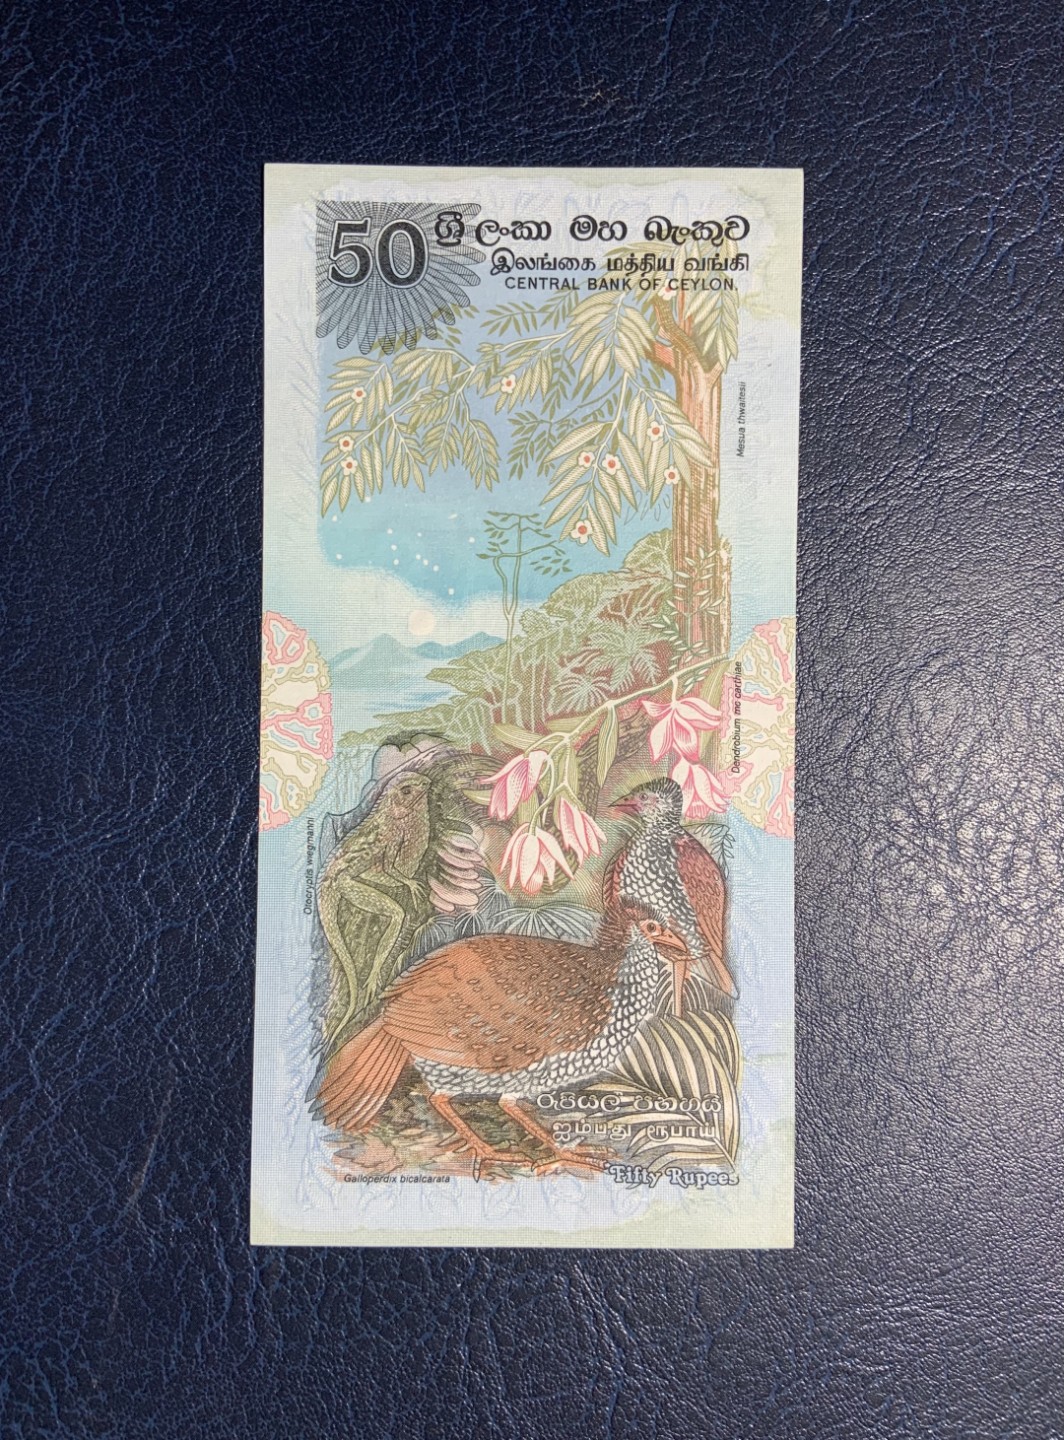 50
ශ්‍රී ලංකා මහ බැංකුව
இலங்கை மத்திய வங்கி
CENTRAL BANK OF CEYLON.
Mesua thwaitesii
Dendrobium mc carthiae
Otocryptis wiegmanni
රුපියල් පනහයි
ஐம்பது ரூபாய்
Fifty Rupees
Galloperdix bicalcarata